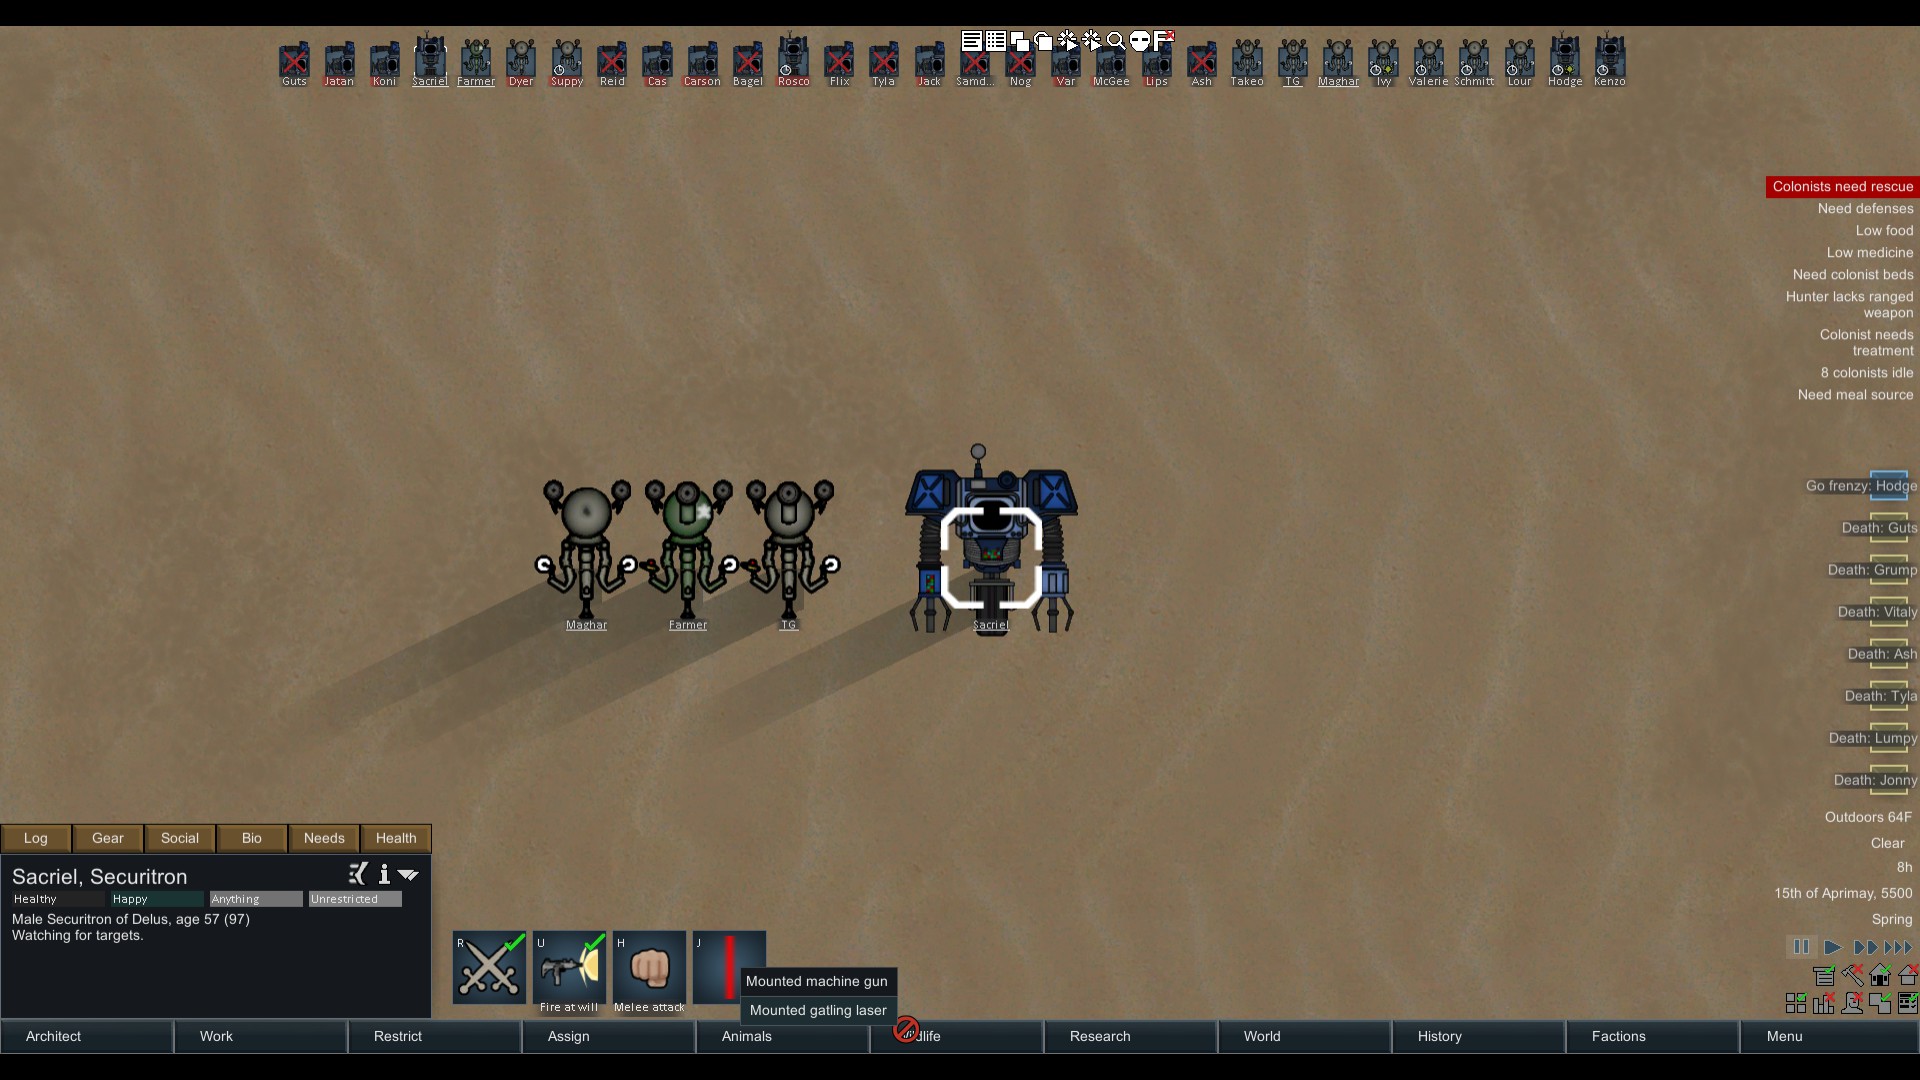 Guts Jatan Koni Sacriel Farmer Dyer Suppy Reid Cas Carson Bagel Rosco Flix Tyla Jack Samd... Nog Var McGee Lips Ash Takeo TG Maghar Ivy Valerie Schmitt Lour Hodge Kenzo
Colonists need rescue
Need defenses
Low food
Low medicine
Need colonist beds
Hunter lacks ranged
weapon
Colonist needs
treatment
8 colonists idle
Need meal source
Go frenzy: Hodge
Death: Guts
Death: Grump
Death: Vitaly
Death: Ash
Death: Tyla
Death: Lumpy
Death: Jonny
Maghar Farmer TG Sacriel
Outdoors 64F
Clear
8h
15th of Aprimay, 5500
Spring
Log Gear Social Bio Needs Health
Sacriel, Securitron
Healthy Happy Anything Unrestricted
Male Securitron of Delus, age 57 (97)
Watching for targets.
R U H J
Fire at will Melee attack
Mounted machine gun
Mounted gatling laser
Architect Work Restrict Assign Animals Research World History Factions Menu